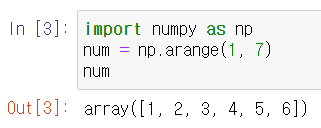 In [3]: import numpy as np
num = np.arange(1, 7)
num
Out[3]: array([1, 2, 3, 4, 5, 6])